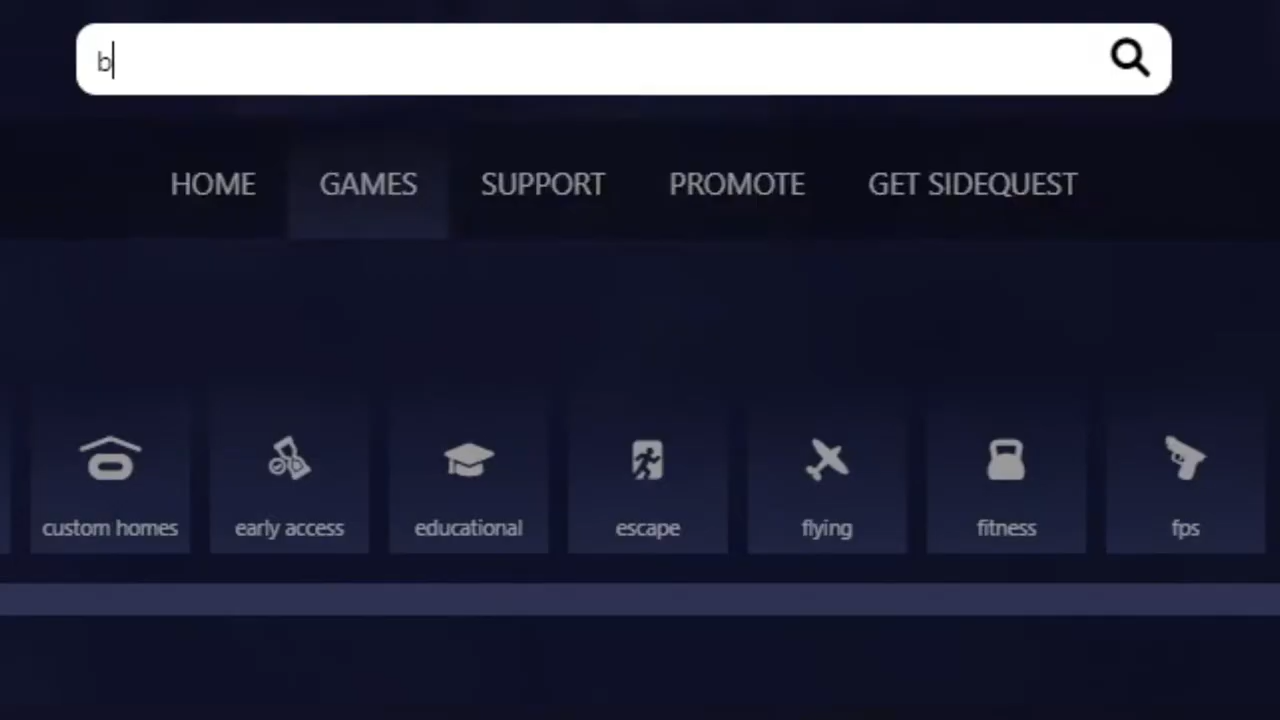 b
HOME GAMES SUPPORT PROMOTE GET SIDEQUEST
custom homes early access educational escape flying fitness fps